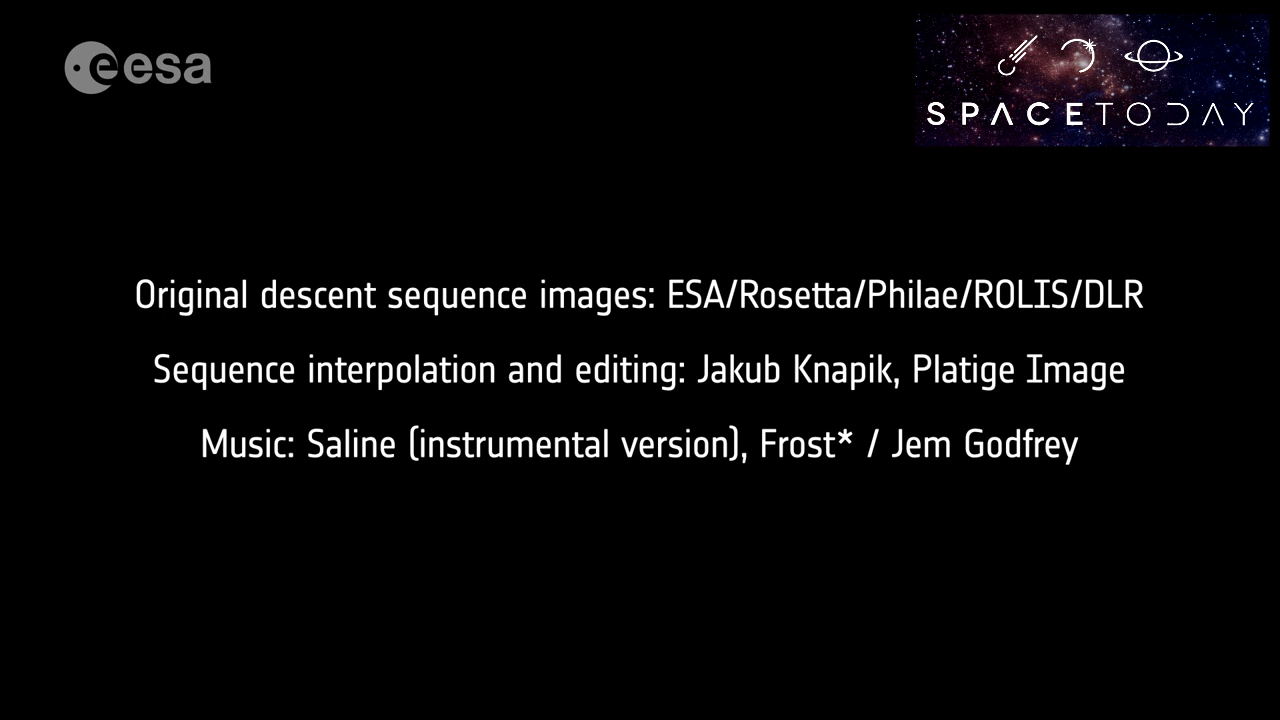 esa
SPACETODAY
Original descent sequence images: ESA/Rosetta/Philae/ROLIS/DLR
Sequence interpolation and editing: Jakub Knapik, Platige Image
Music: Saline (instrumental version), Frost* / Jem Godfrey